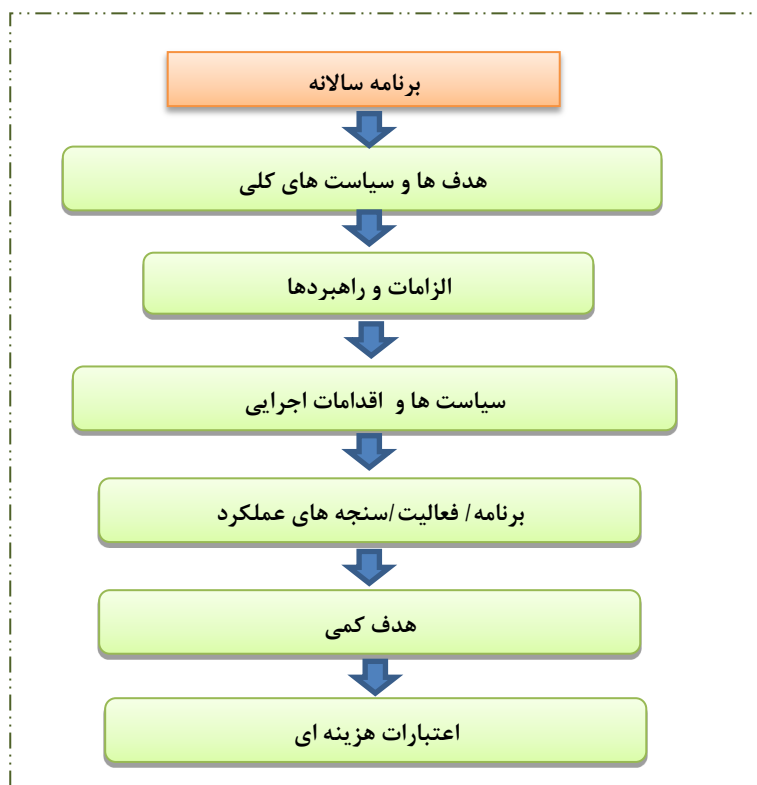 برنامه سالانه
هدف ها و سیاست های کلی
الزامات و راهبردها
سیاست ها و اقدامات اجرایی
برنامه/ فعالیت/سنجه های عملکرد
هدف کمی
اعتبارات هزینه ای